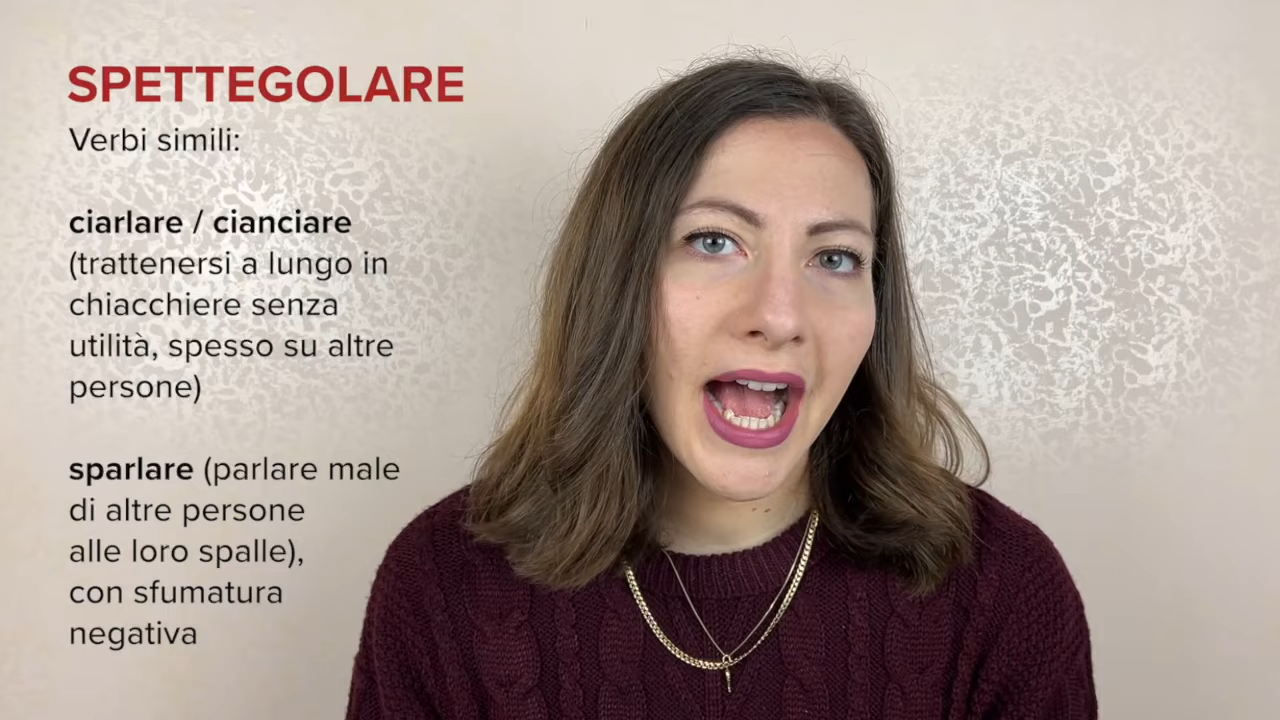 SPETTEGOLARE
Verbi simili:
ciarlare / cianciare
(trattenersi a lungo in
chiacchiere senza
utilità, spesso su altre
persone)
sparlare (parlare male
di altre persone
alle loro spalle),
con sfumatura
negativa